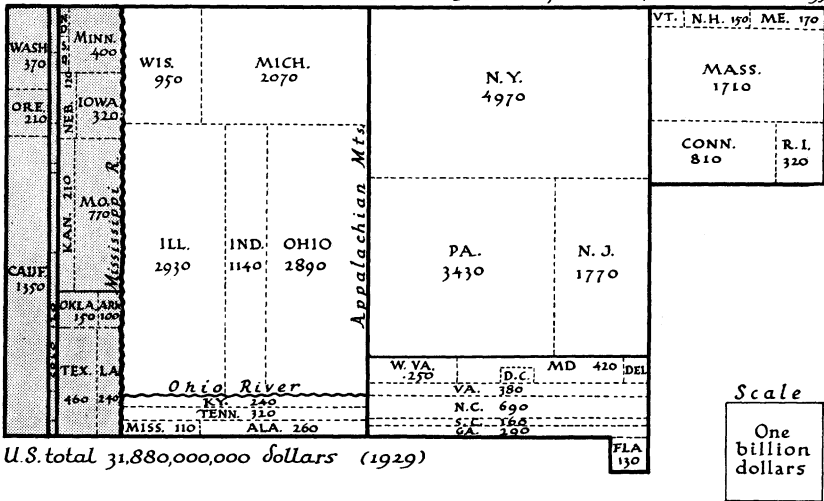 VT. N.H. 150 ME. 170
WASH 370
MINN. 400
WIS. 950
MICH. 2070
N.Y. 4970
MASS. 1710
ORE. 210
NEB. 120
IOWA 320
CONN. 810
R.I. 320
KAN. 210
MO. 770
Mississippi R.
Appalachian Mts.
CALIF. 1350
ILL. 2930
IND. 1140
OHIO 2890
PA. 3430
N. J. 1770
OKLA. 150
ARK 100
TEX. 460
LA 240
Ohio River
W. VA. 250
D.C.
MD 420
DEL
KY. 240
VA. 380
TENN. 320
N.C. 690
MISS. 110
ALA. 260
S.C. 160
GA. 290
FLA 130
Scale
One
billion
dollars
U.S. total 31,880,000,000 dollars (1929)